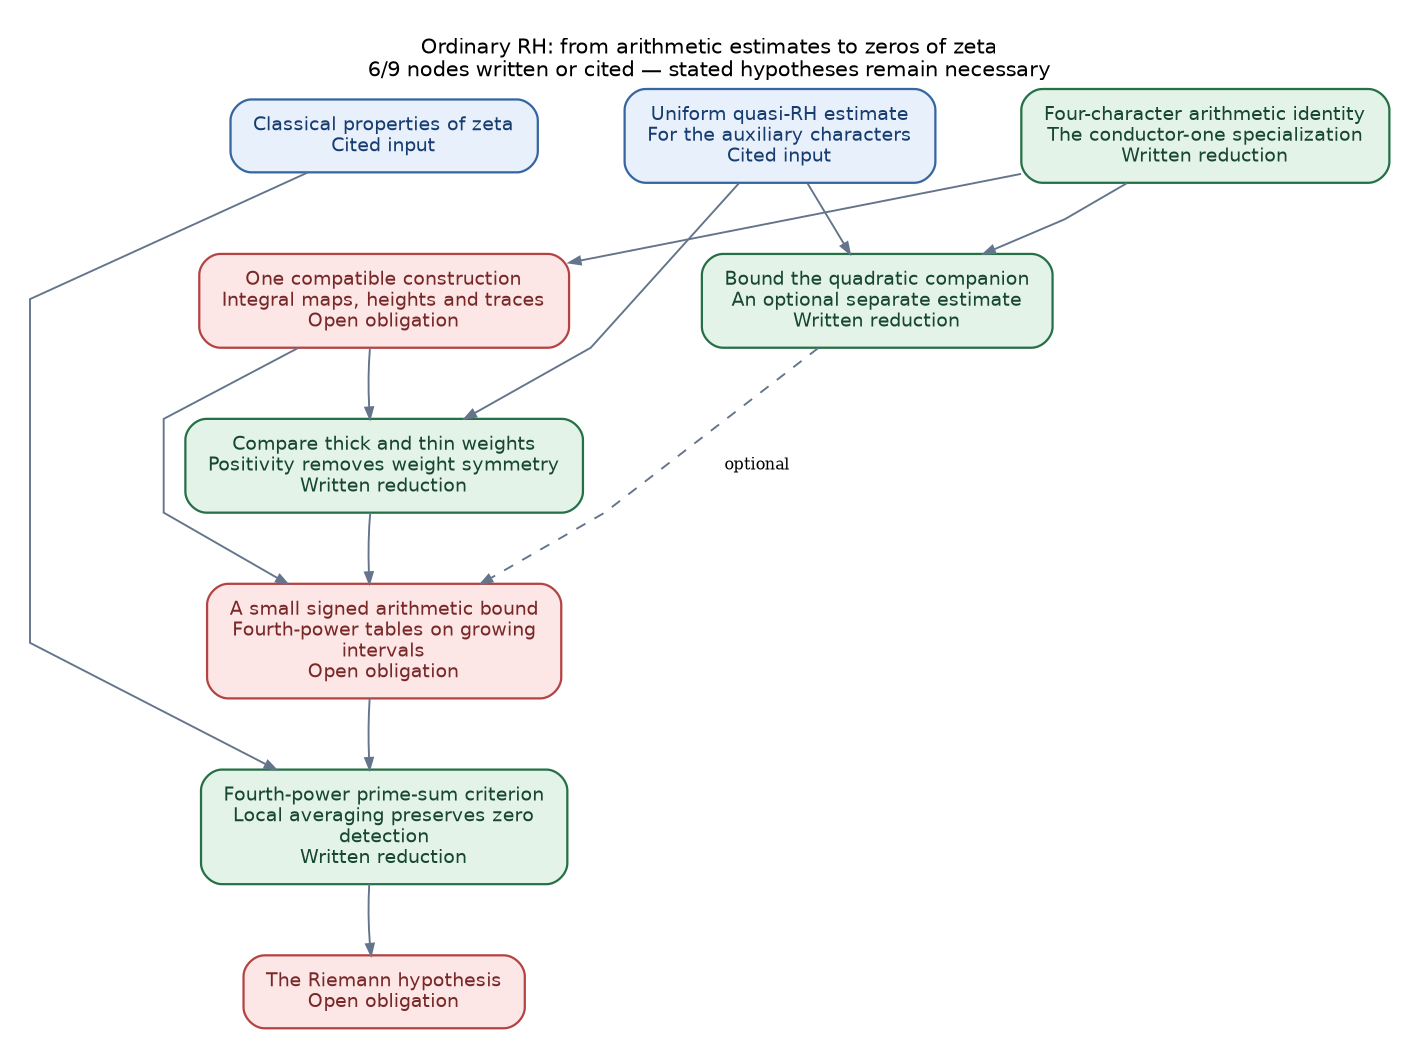 Ordinary RH: from arithmetic estimates to zeros of zeta
6/9 nodes written or cited — stated hypotheses remain necessary
Classical properties of zeta
Cited input
Uniform quasi-RH estimate
For the auxiliary characters
Cited input
Four-character arithmetic identity
The conductor-one specialization
Written reduction
One compatible construction
Integral maps, heights and traces
Open obligation
Bound the quadratic companion
An optional separate estimate
Written reduction
Compare thick and thin weights
Positivity removes weight symmetry
Written reduction
optional
A small signed arithmetic bound
Fourth-power tables on growing
intervals
Open obligation
Fourth-power prime-sum criterion
Local averaging preserves zero
detection
Written reduction
The Riemann hypothesis
Open obligation